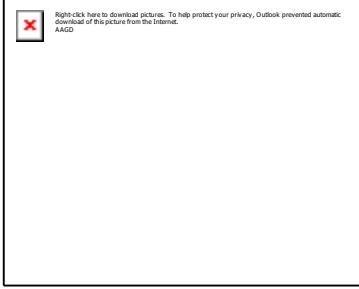 Right-click here to download pictures. To help protect your privacy, Outlook prevented automatic
download of this picture from the Internet.
AAGD